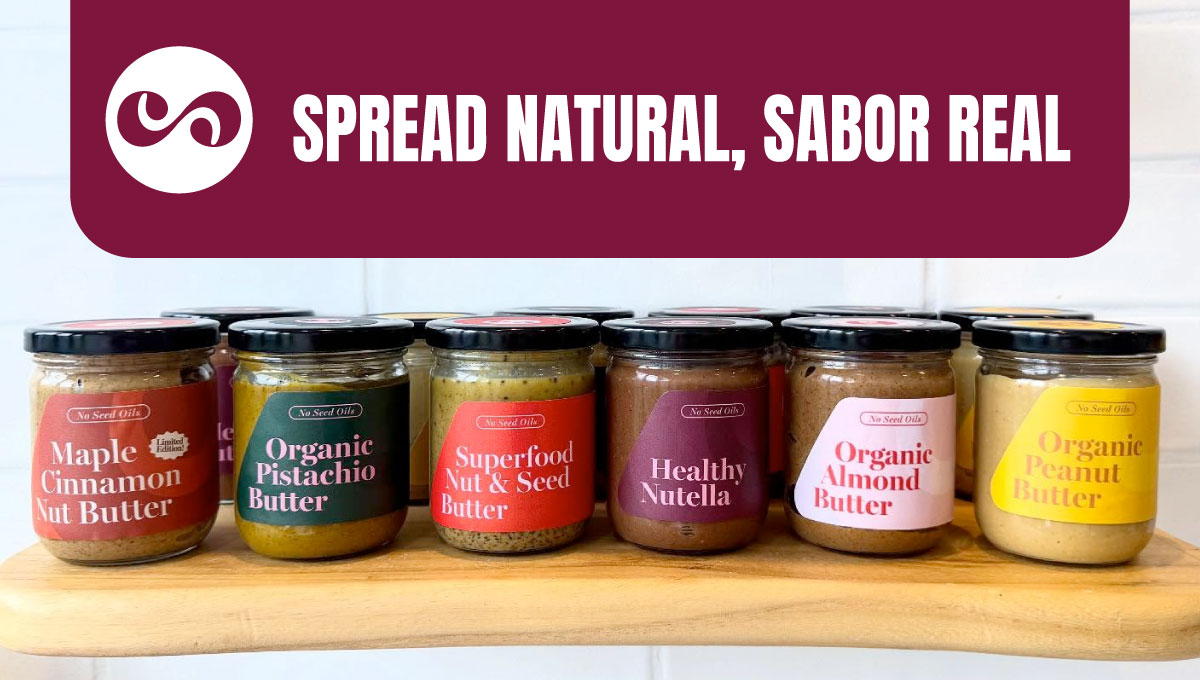 SPREAD NATURAL, SABOR REAL
No Seed Oils
Maple
Cinnamon
Nut Butter
Limited
Edition!
No Seed Oils
Organic
Pistachio
Butter
No Seed Oils
Superfood
Nut & Seed
Butter
No Seed Oils
Healthy
Nutella
No Seed Oils
Organic
Almond
Butter
No Seed Oils
Organic
Peanut
Butter